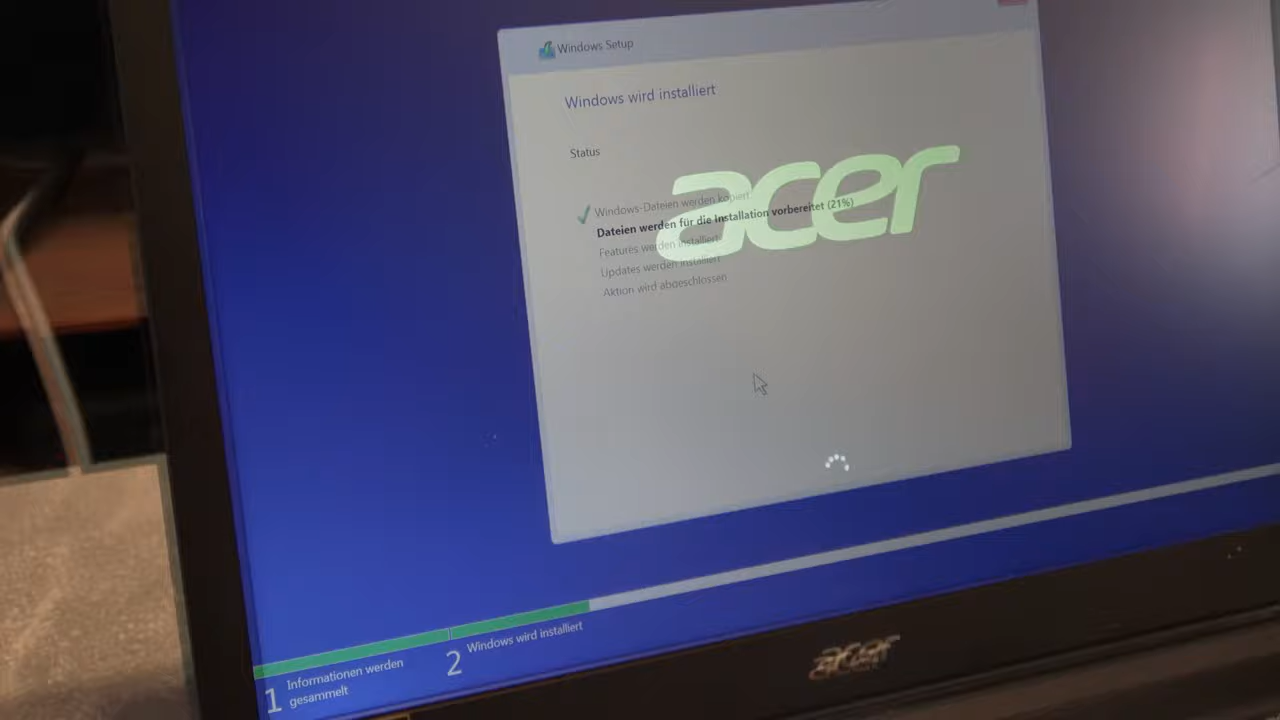 Windows Setup
Windows wird installiert
Status
acer
Windows-Dateien werden kopiert
Dateien werden für die Installation vorbereitet (21%)
Features werden installiert
Updates werden installiert
Aktion wird abgeschlossen
1 Informationen werden gesammelt
2 Windows wird installiert
acer